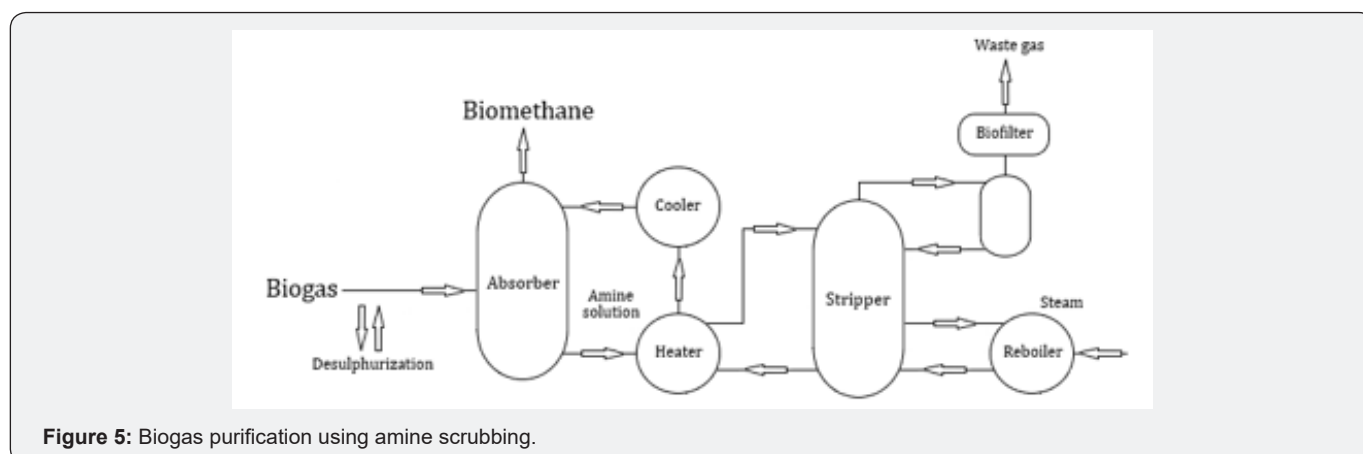 Waste gas
Biomethane
Biofilter
Cooler
Biogas
Absorber
Amine
solution
Stripper
Steam
Desulphurization
Heater
Reboiler
Figure 5: Biogas purification using amine scrubbing.